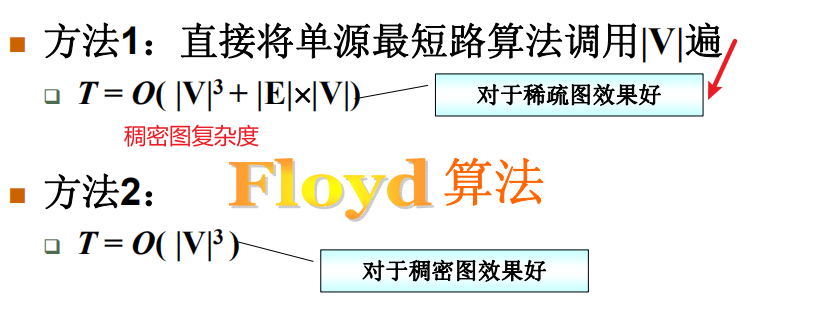 方法1：直接将单源最短路算法调用|V|遍
T = O( |V|³ + |E|×|V|)
对于稀疏图效果好
稠密图复杂度
方法2：
Floyd 算法
T = O( |V|³ )
对于稠密图效果好